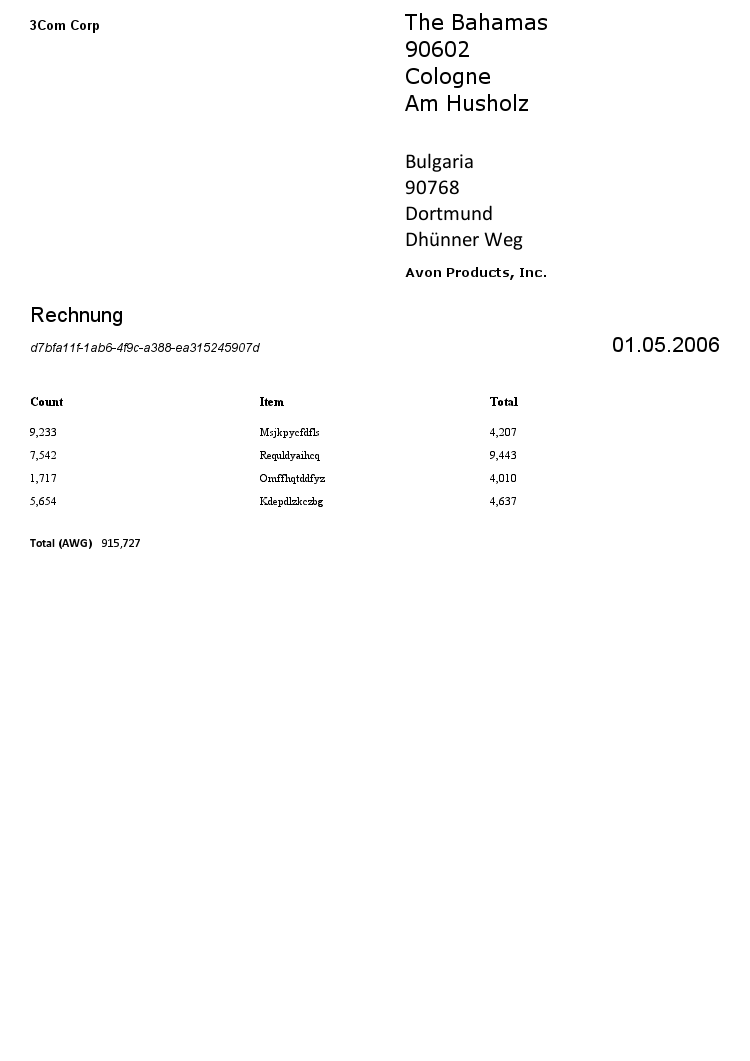 3Com Corp
The Bahamas
90602
Cologne
Am Husholz
Bulgaria
90768
Dortmund
Dhünner Weg
Avon Products, Inc.
Rechnung
d7bfa11f-1ab6-4f9c-a388-ea315245907d 01.05.2006
Count Item Total
9,233 Msjkpycfdfls 4,207
7,542 Requldyaihcq 9,443
1,717 Omffhqtddfyz 4,010
5,654 Kdepdlzkczbg 4,637
Total (AWG) 915,727